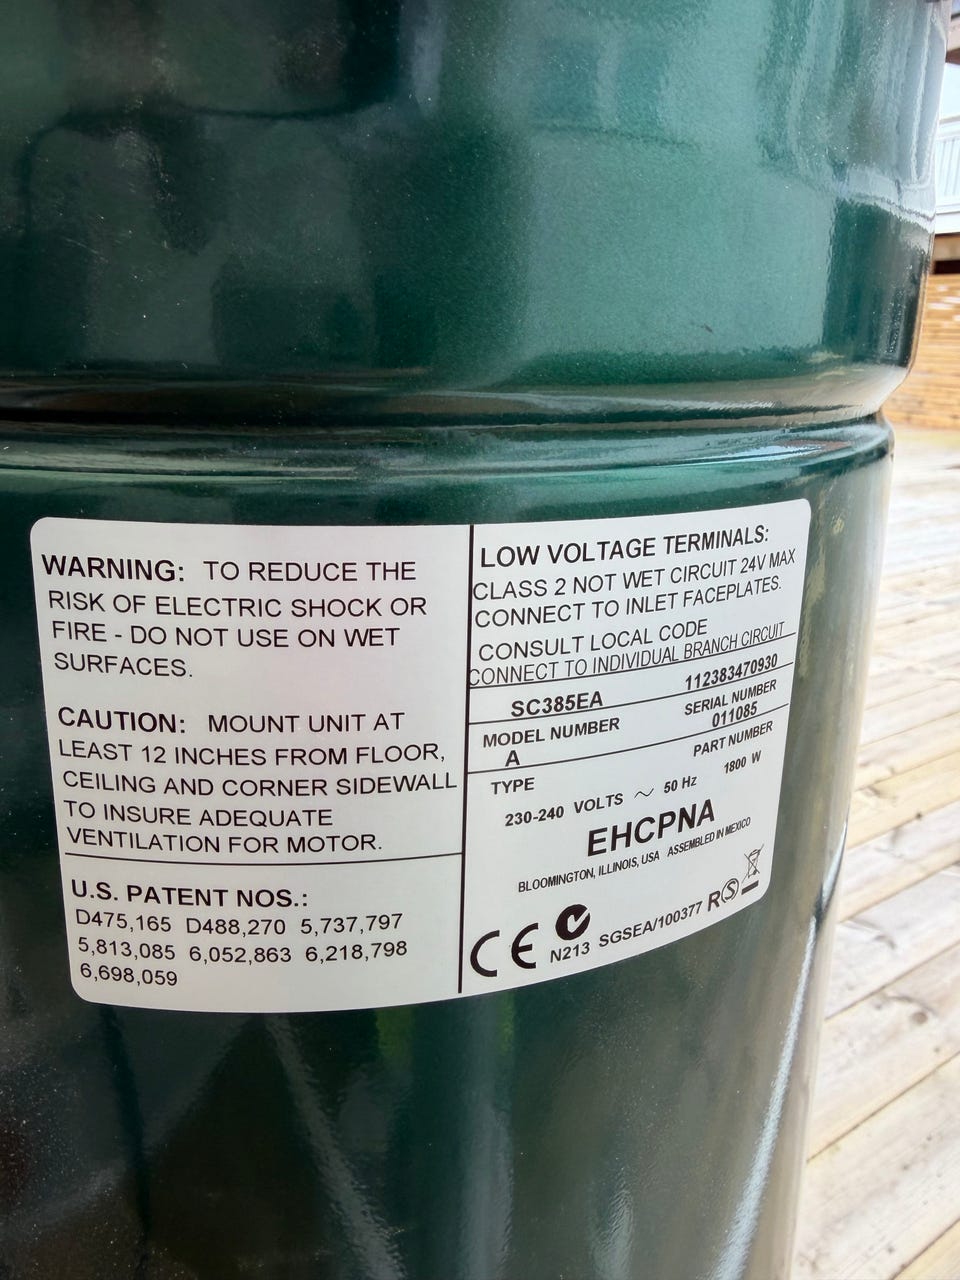 WARNING: TO REDUCE THE
RISK OF ELECTRIC SHOCK OR
FIRE - DO NOT USE ON WET
SURFACES.
CAUTION: MOUNT UNIT AT
LEAST 12 INCHES FROM FLOOR,
CEILING AND CORNER SIDEWALL
TO INSURE ADEQUATE
VENTILATION FOR MOTOR.
U.S. PATENT NOS.:
D475,165 D488,270 5,737,797
5,813,085 6,052,863 6,218,798
6,698,059
LOW VOLTAGE TERMINALS:
CLASS 2 NOT WET CIRCUIT 24V MAX
CONNECT TO INLET FACEPLATES.
CONSULT LOCAL CODE
CONNECT TO INDIVIDUAL BRANCH CIRCUIT
SC385EA 112383470930
MODEL NUMBER SERIAL NUMBER
A 011085
TYPE PART NUMBER
230-240 VOLTS ~ 50 Hz 1800 W
EHCPNA
BLOOMINGTON, ILLINOIS, USA ASSEMBLED IN MEXICO
CE N213 SGSEA/100377 R S